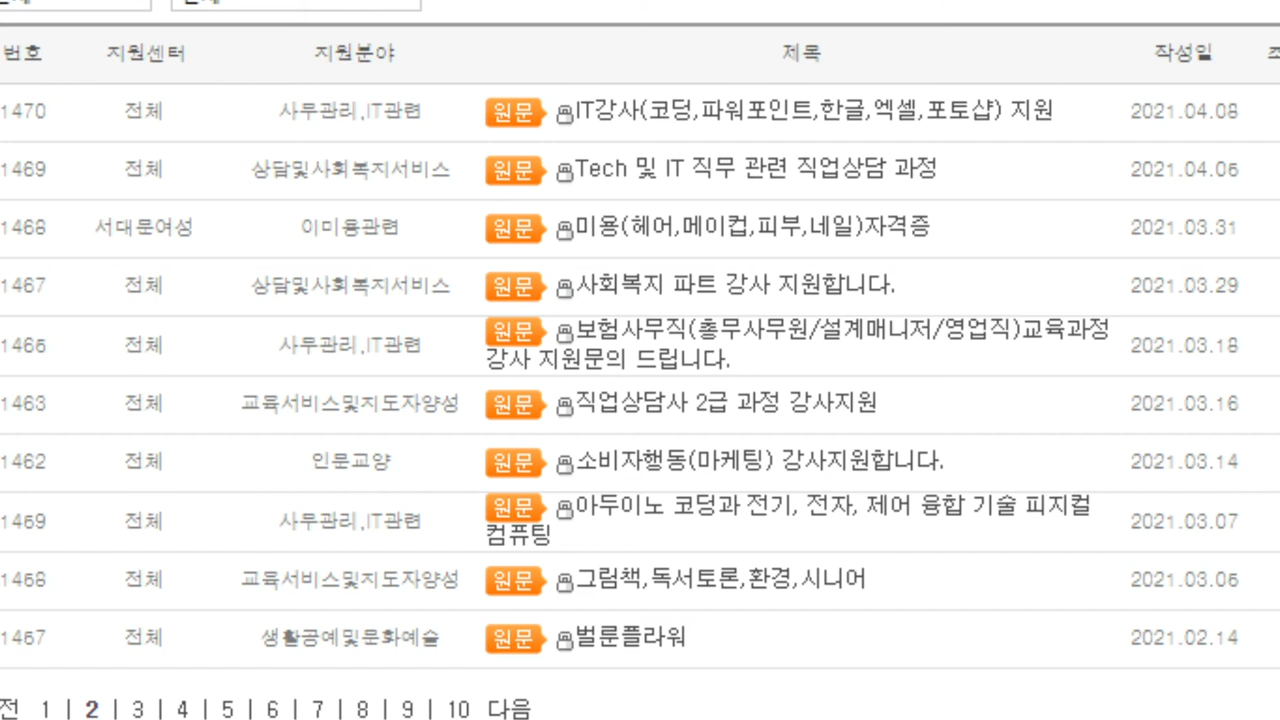 번호 지원센터 지원분야 제목 작성일
1470 전체 사무관리,IT관련 원문 IT강사(코딩,파워포인트,한글,엑셀,포토샵) 지원 2021.04.08
1469 전체 상담및사회복지서비스 원문 Tech 및 IT 직무 관련 직업상담 과정 2021.04.06
1468 서대문여성 이미용관련 원문 미용(헤어,메이컵,피부,네일)자격증 2021.03.31
1467 전체 상담및사회복지서비스 원문 사회복지 파트 강사 지원합니다. 2021.03.29
전체 사무관리,IT관련 원문 보험사무직(총무사무원/설계매니저/영업직)교육과정 2021.03.18
강사 지원문의 드립니다.
1463 전체 교육서비스및지도자양성 원문 직업상담사 2급 과정 강사지원 2021.03.16
1462 전체 인문교양 원문 소비자행동(마케팅) 강사지원합니다. 2021.03.14
전체 사무관리,IT관련 원문 아두이노 코딩과 전기, 전자, 제어 융합 기술 피지컬 2021.03.07
컴퓨팅
전체 교육서비스및지도자양성 원문 그림책,독서토론,환경,시니어
전체 생활공예및문화예술 원문 벌룬플라워 2021.02.14
전 1 | 2 | 3 | 4 | 5 | 6 | 7 | 8 | 9 | 10 다음